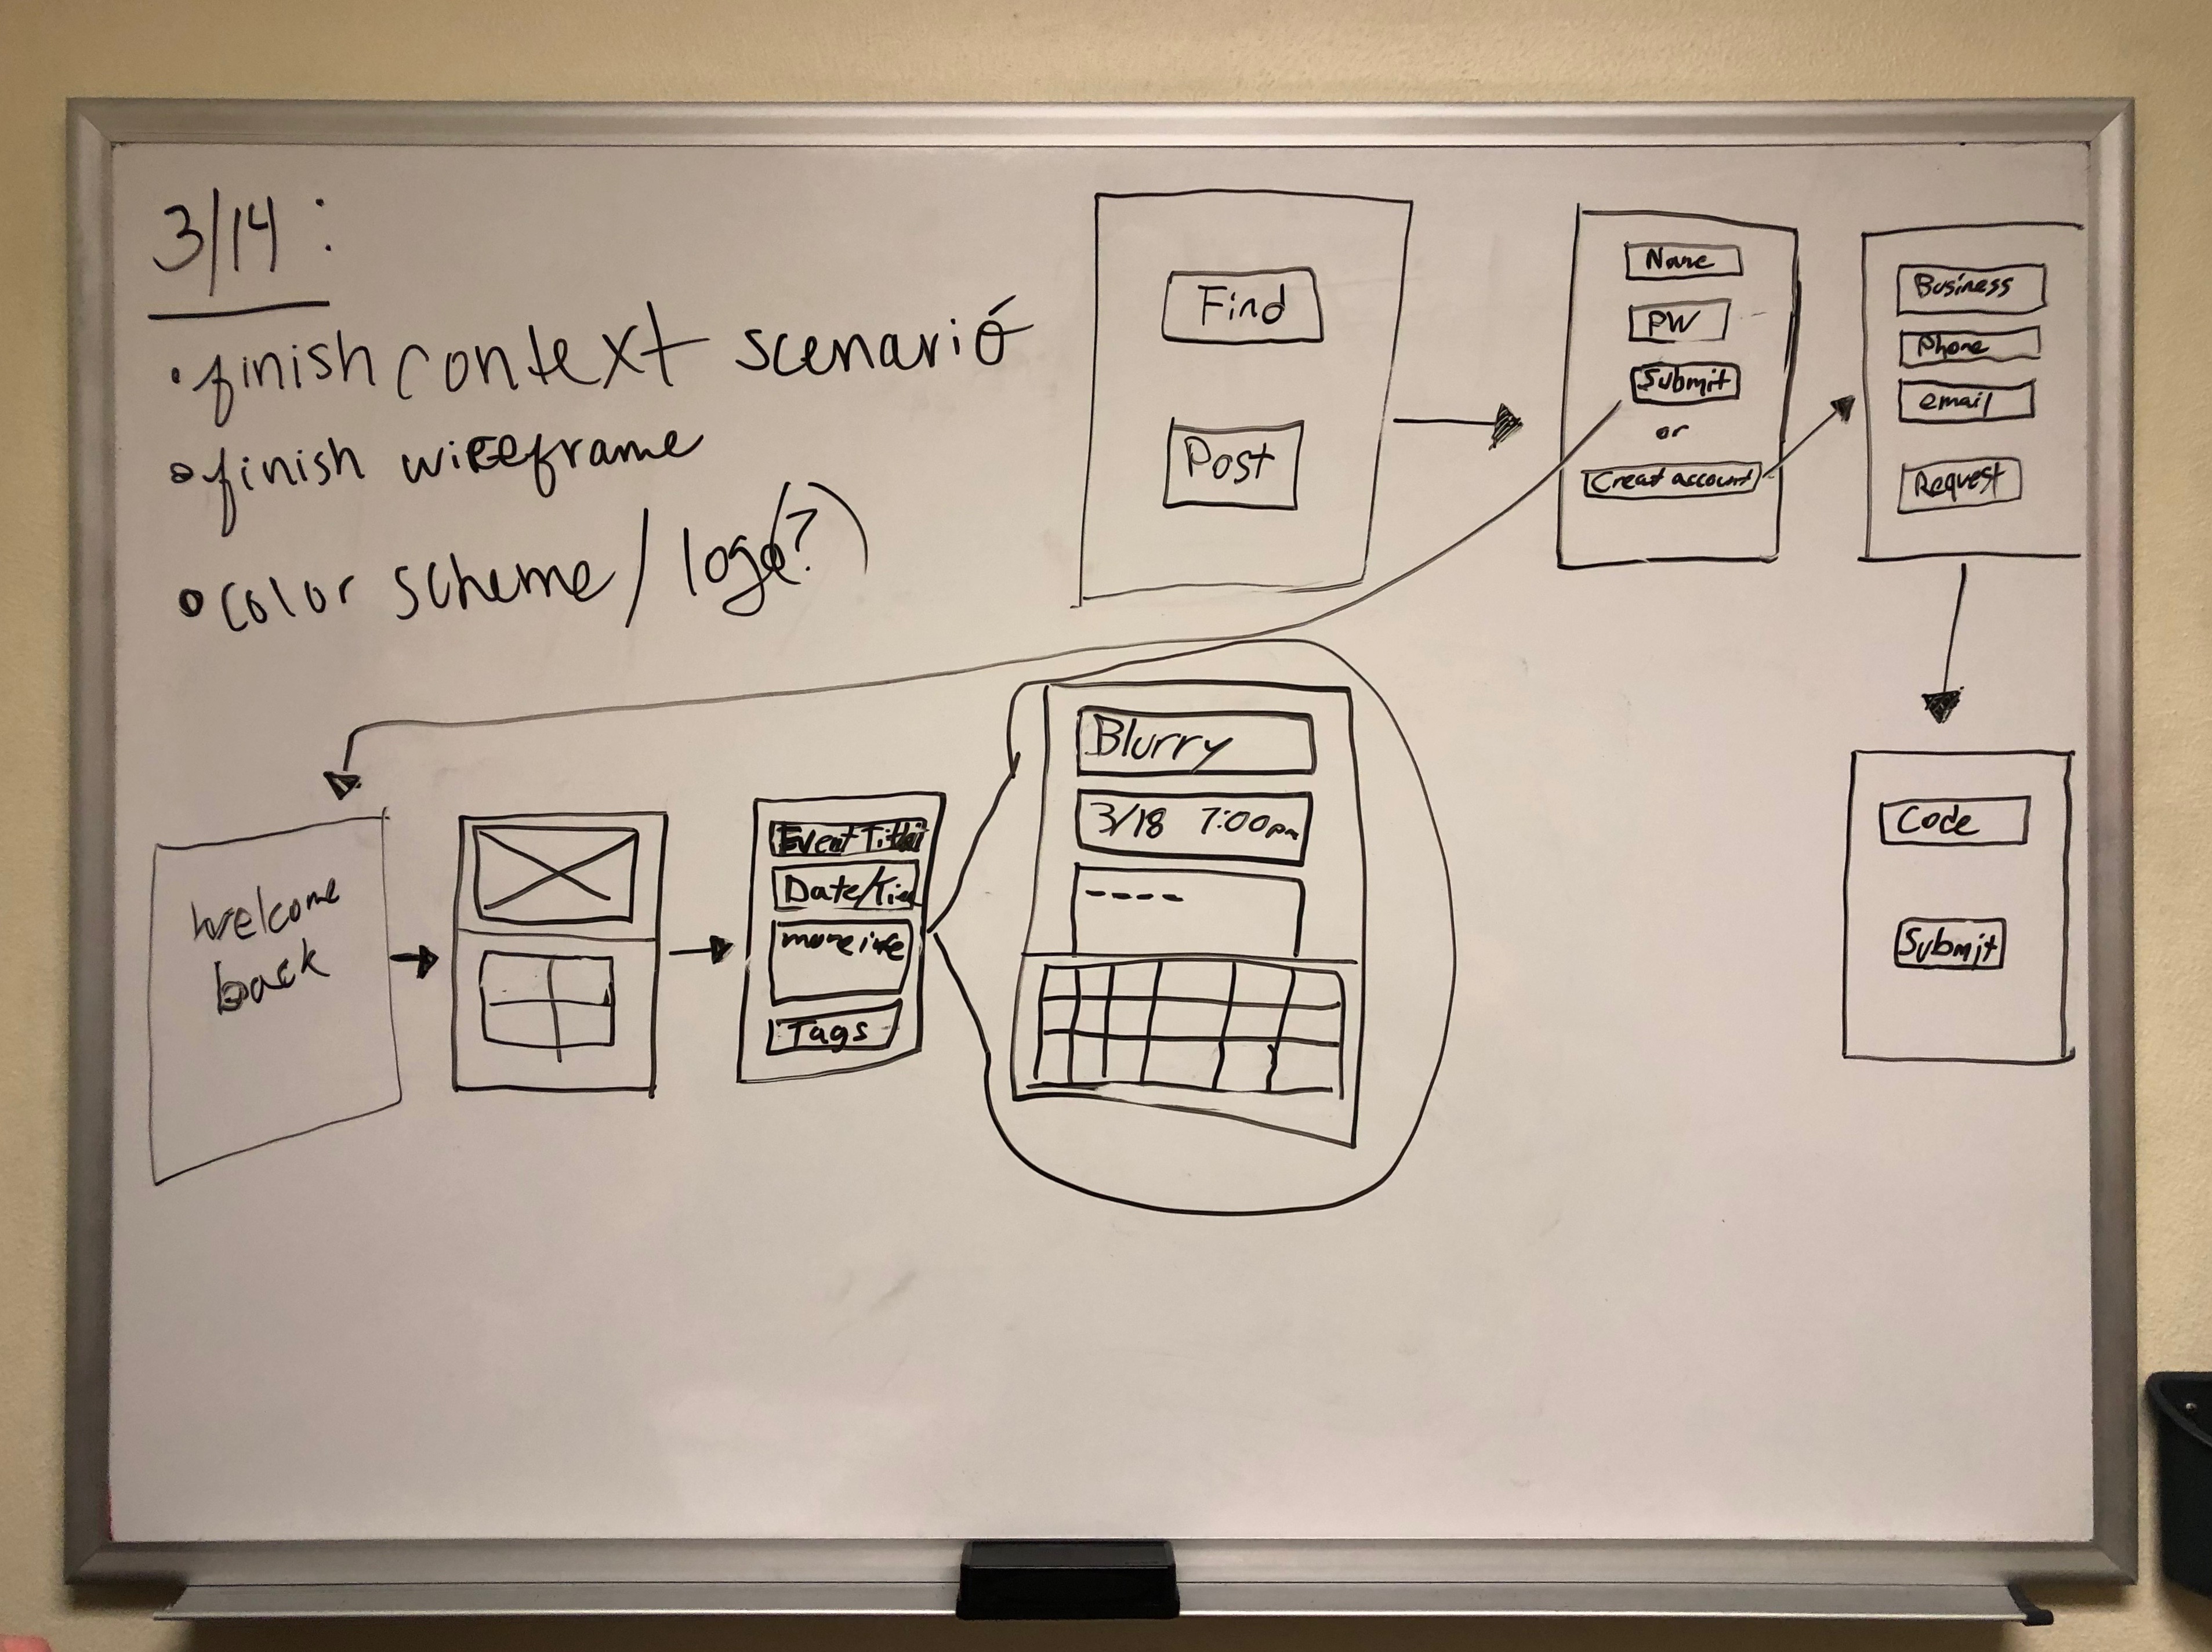 3/14:
• finish context scenario
• finish wireframe
• color scheme / logo (?)
Find
Post
Name
PW
Submit
or
Creat account
Business
Phone
email
Request
Code
Submit
welcome
back
Event Title
Date/Time
more info
Tags
Blurry
3/18 7:00pm
----